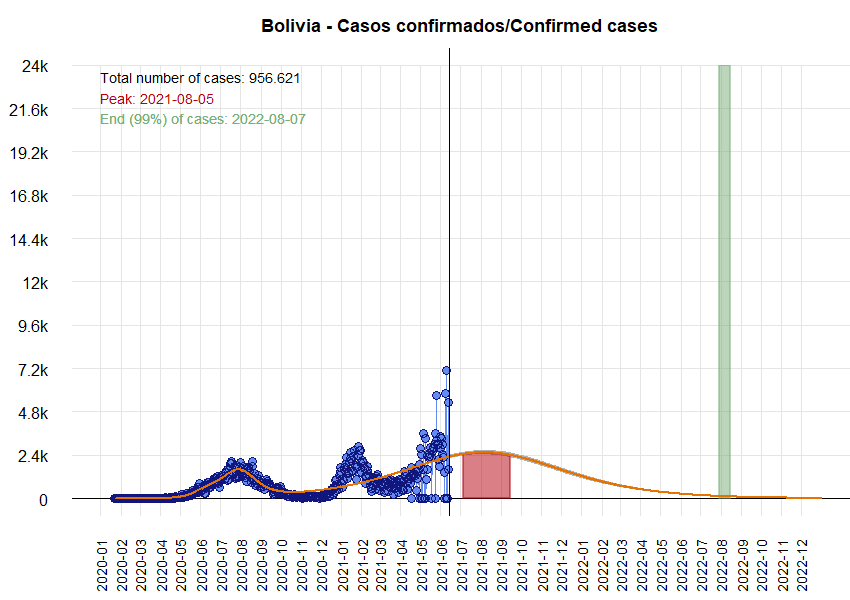 Bolivia - Casos confirmados/Confirmed cases
24k
21.6k
19.2k
16.8k
14.4k
12k
9.6k
7.2k
4.8k
2.4k
0
Total number of cases: 956.621
Peak: 2021-08-05
End (99%) of cases: 2022-08-07
2020-01
2020-02
2020-03
2020-04
2020-05
2020-06
2020-07
2020-08
2020-09
2020-10
2020-11
2020-12
2021-01
2021-02
2021-03
2021-04
2021-05
2021-06
2021-07
2021-08
2021-09
2021-10
2021-11
2021-12
2022-01
2022-02
2022-03
2022-04
2022-05
2022-06
2022-07
2022-08
2022-09
2022-10
2022-11
2022-12